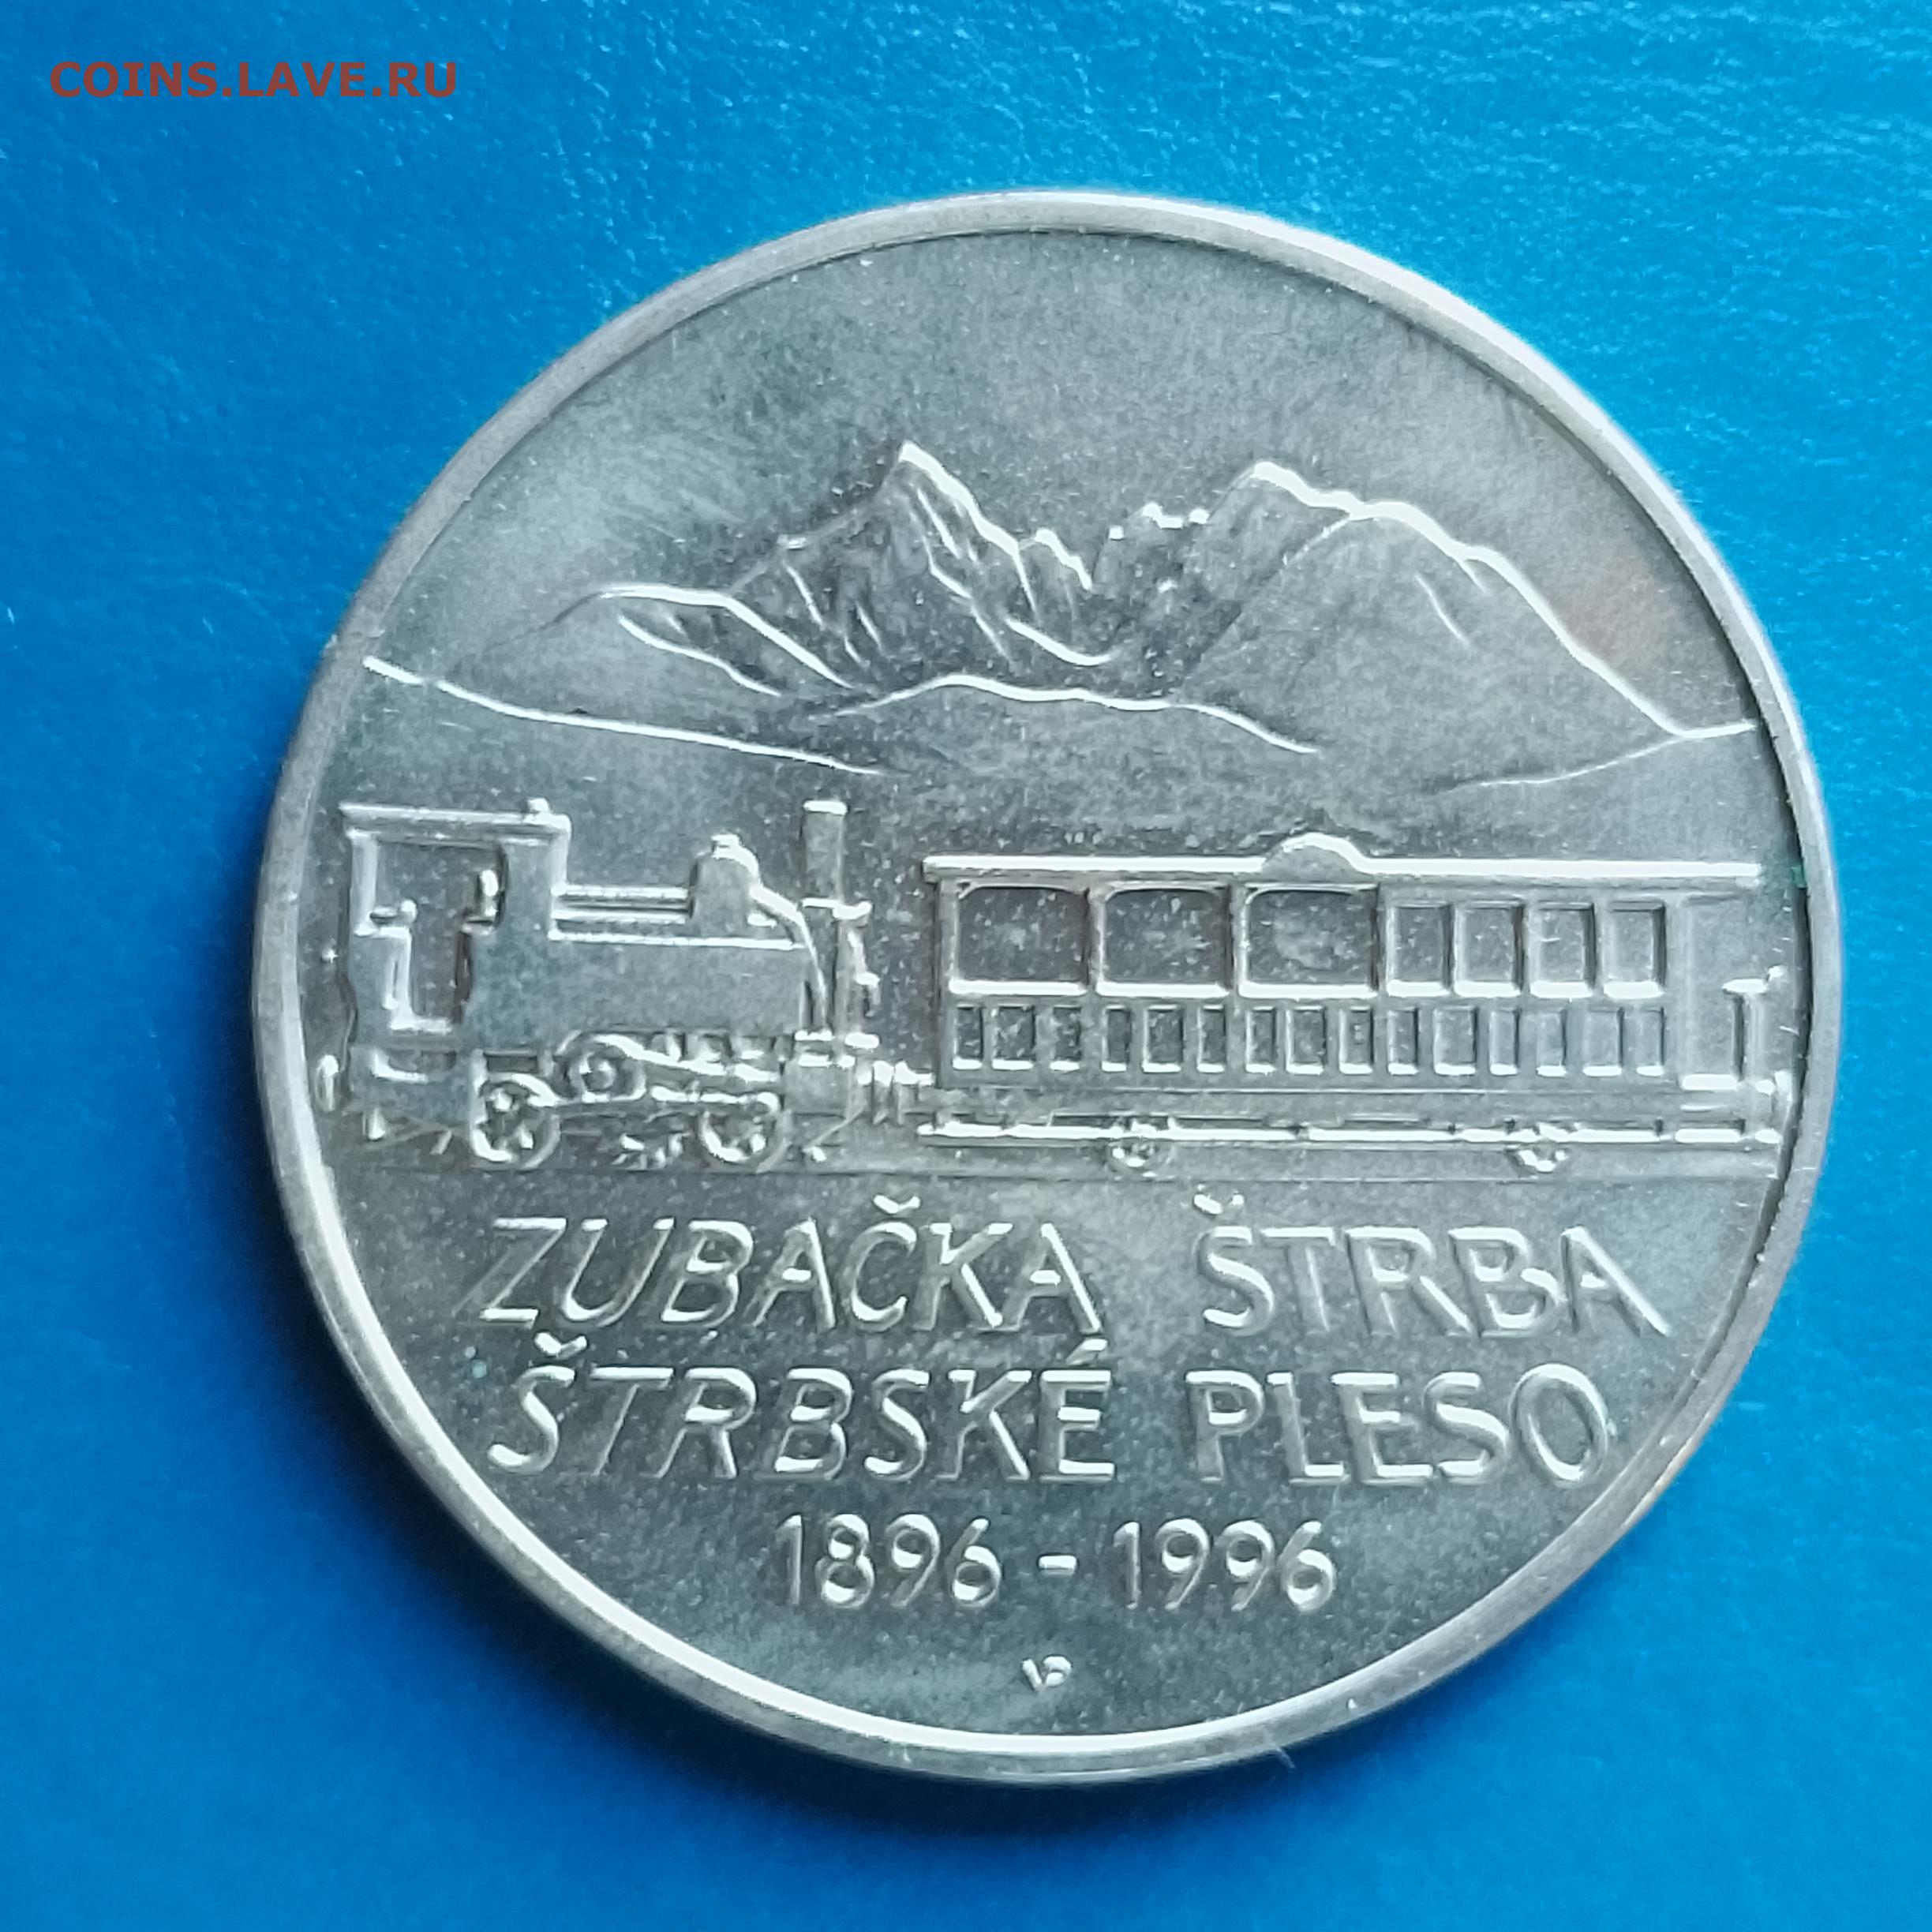 COINS.LAVE.RU
ZUBAČKA ŠTRBA
ŠTRBSKÉ PLESO
1896 - 1996